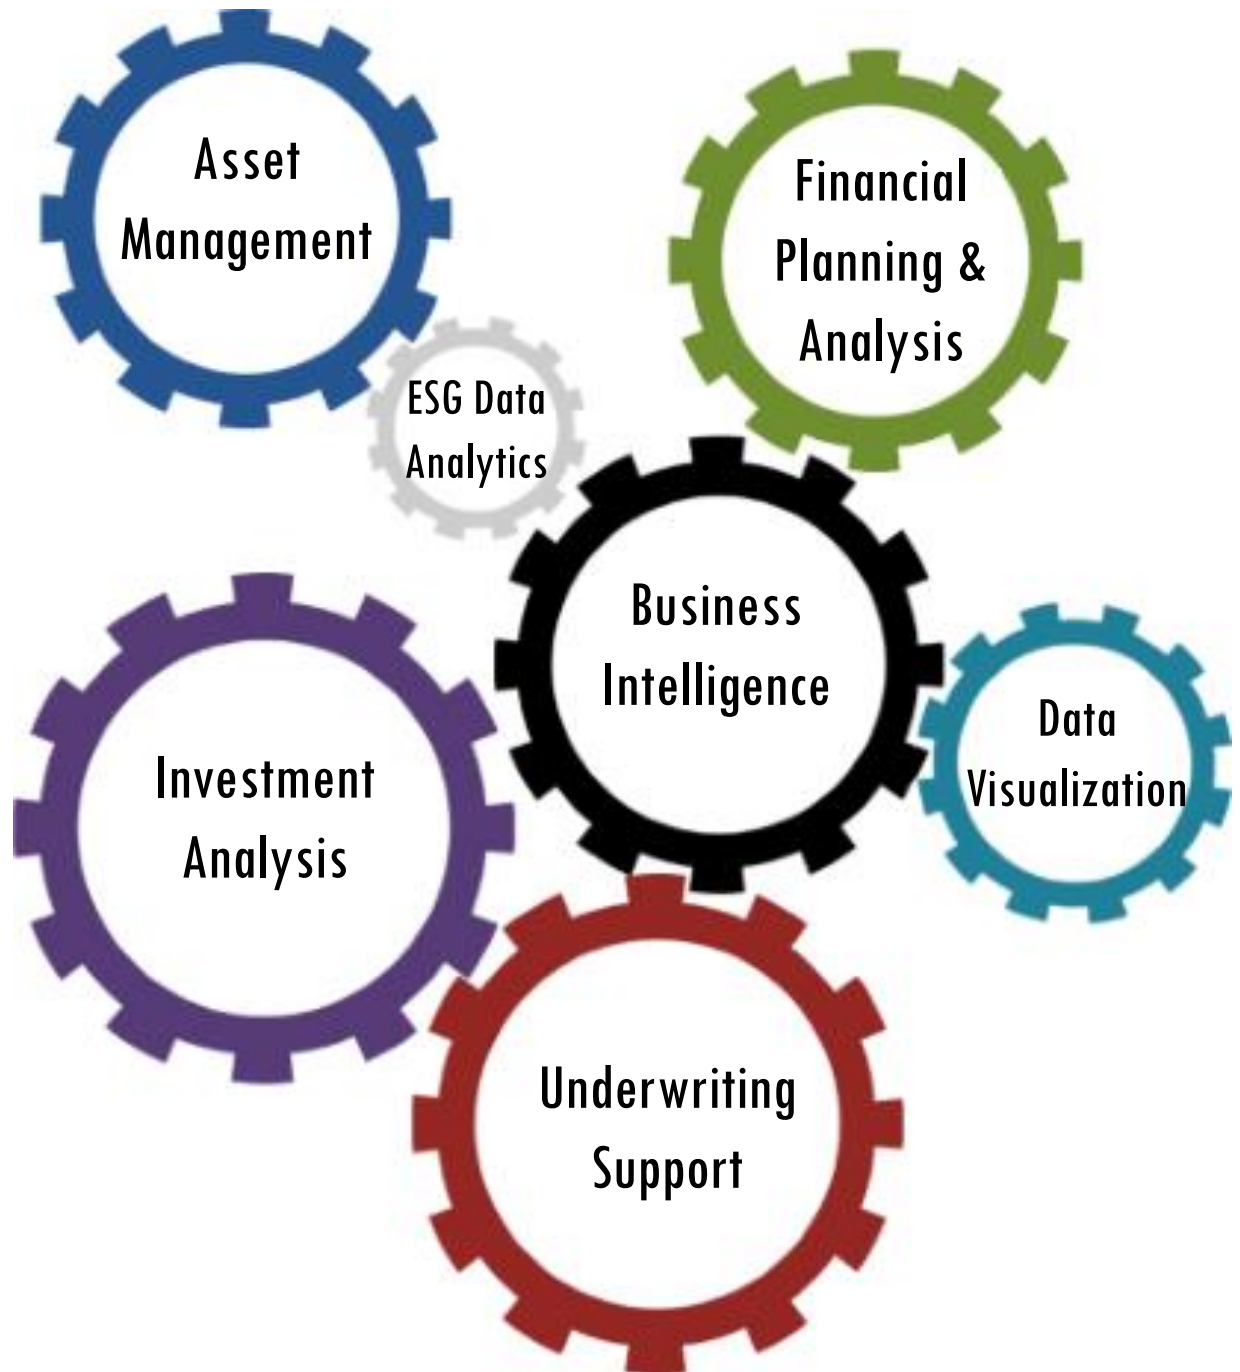 Asset
Management
Financial
Planning &
Analysis
ESG Data
Analytics
Business
Intelligence
Data
Visualization
Investment
Analysis
Underwriting
Support